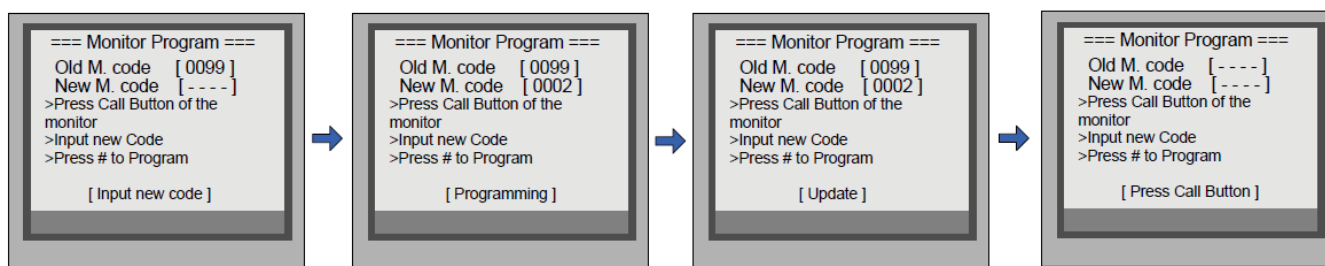 === Monitor Program ===
Old M. code [ 0099 ]
New M. code [ - - - - ]
>Press Call Button of the
monitor
>Input new Code
>Press # to Program
[ Input new code ]
=== Monitor Program ===
Old M. code [ 0099 ]
New M. code [ 0002 ]
>Press Call Button of the
monitor
>Input new Code
>Press # to Program
[ Programming ]
=== Monitor Program ===
Old M. code [ 0099 ]
New M. code [ 0002 ]
>Press Call Button of the
monitor
>Input new Code
>Press # to Program
[ Update ]
=== Monitor Program ===
Old M. code [ - - - - ]
New M. code [ - - - - ]
>Press Call Button of the
monitor
>Input new Code
>Press # to Program
[ Press Call Button ]